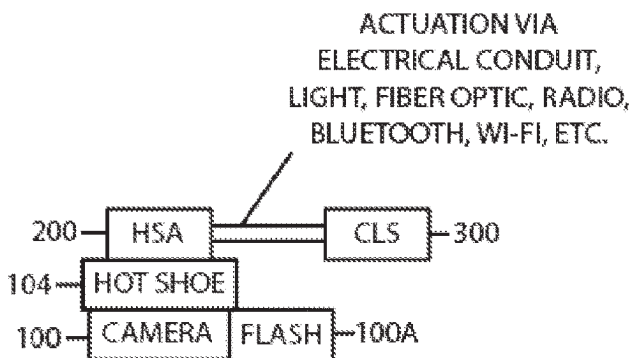 ACTUATION VIA
ELECTRICAL CONDUIT,
LIGHT, FIBER OPTIC, RADIO,
BLUETOOTH, WI-FI, ETC.
200 HSA CLS 300
104 HOT SHOE
100 CAMERA FLASH 100A